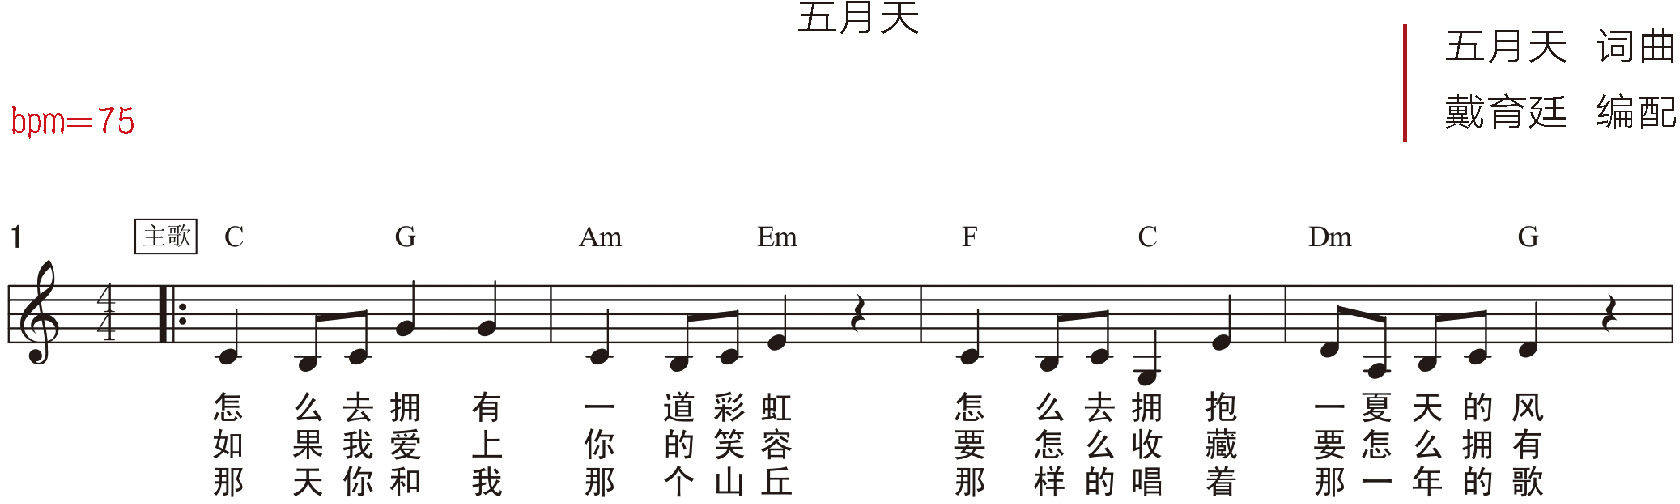 五月天
五月天 词曲
戴育廷 编配
bpm=75
1 主歌 C G Am Em F C Dm G
4
4
怎 么 去 拥 有 一 道 彩 虹 怎 么 去 拥 抱 一 夏 天 的 风
如 果 我 爱 上 你 的 笑 容 要 怎 么 收 藏 要 怎 么 拥 有
那 天 你 和 我 那 个 山 丘 那 样 的 唱 着 那 一 年 的 歌